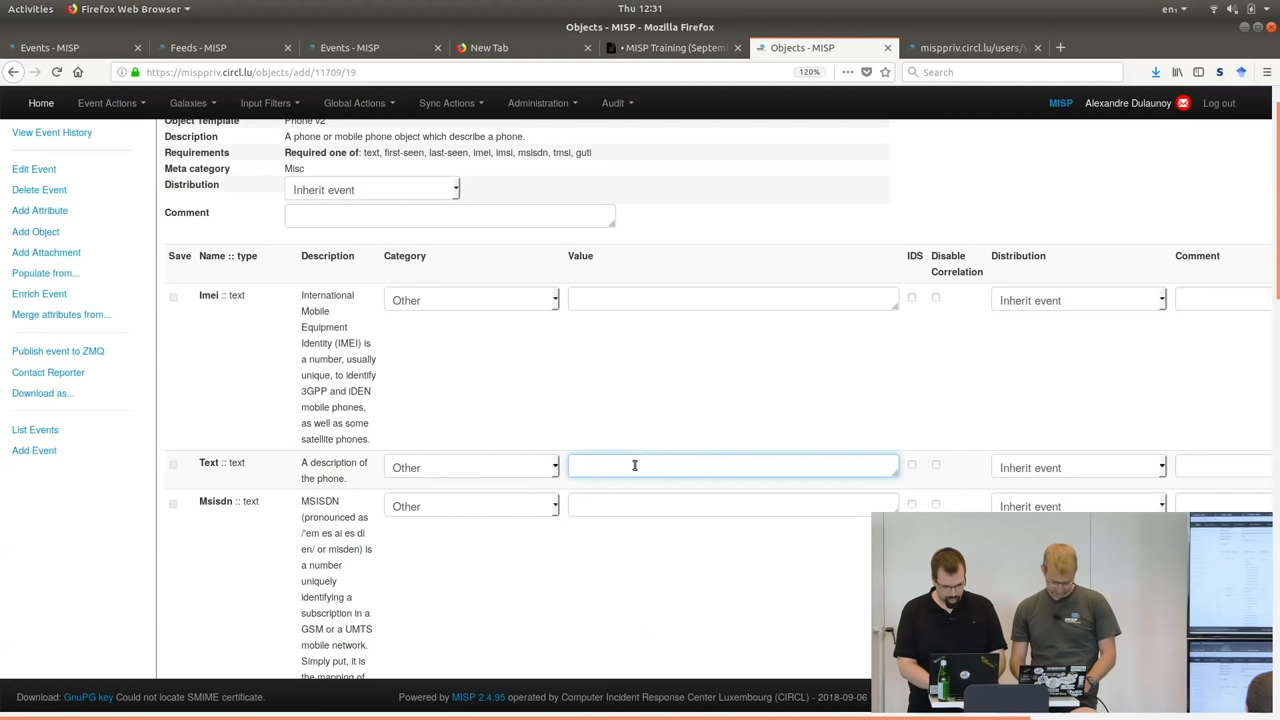 Activities
Firefox Web Browser
Thu 12:31
en₁
Objects - MISP - Mozilla Firefox
Events - MISP
Feeds - MISP
Events - MISP
New Tab
• MISP Training (Septem
Objects - MISP
misppriv.circl.lu/users/
https://misppriv.circl.lu/objects/add/11709/19
120%
Search
Home
Event Actions
Galaxies
Input Filters
Global Actions
Sync Actions
Administration
Audit
MISP
Alexandre Dulaunoy
Log out
View Event History
Edit Event
Delete Event
Add Attribute
Add Object
Add Attachment
Populate from...
Enrich Event
Merge attributes from...
Publish event to ZMQ
Contact Reporter
Download as...
List Events
Add Event
Object Template Phone v2
Description A phone or mobile phone object which describe a phone.
Requirements Required one of: text, first-seen, last-seen, imei, imsi, msisdn, tmsi, guti
Meta category Misc
Distribution Inherit event
Comment
Save Name :: type Description Category Value IDS Disable Correlation Distribution Comment
Imei :: text
International
Mobile
Equipment
Identity (IMEI) is
a number, usually
unique, to identify
3GPP and iDEN
mobile phones,
as well as some
satellite phones.
Other
Inherit event
Text :: text
A description of
the phone.
Other
Inherit event
Msisdn :: text
MSISDN
(pronounced as
/'em es ai es di
en/ or misden) is
a number
uniquely
identifying a
subscription in a
GSM or a UMTS
mobile network.
Simply put, it is
the mapping of
Other
Inherit event
Download: GnuPG key Could not locate SMIME certificate.
Powered by MISP 2.4.95 operated by Computer Incident Response Center Luxembourg (CIRCL) - 2018-09-06